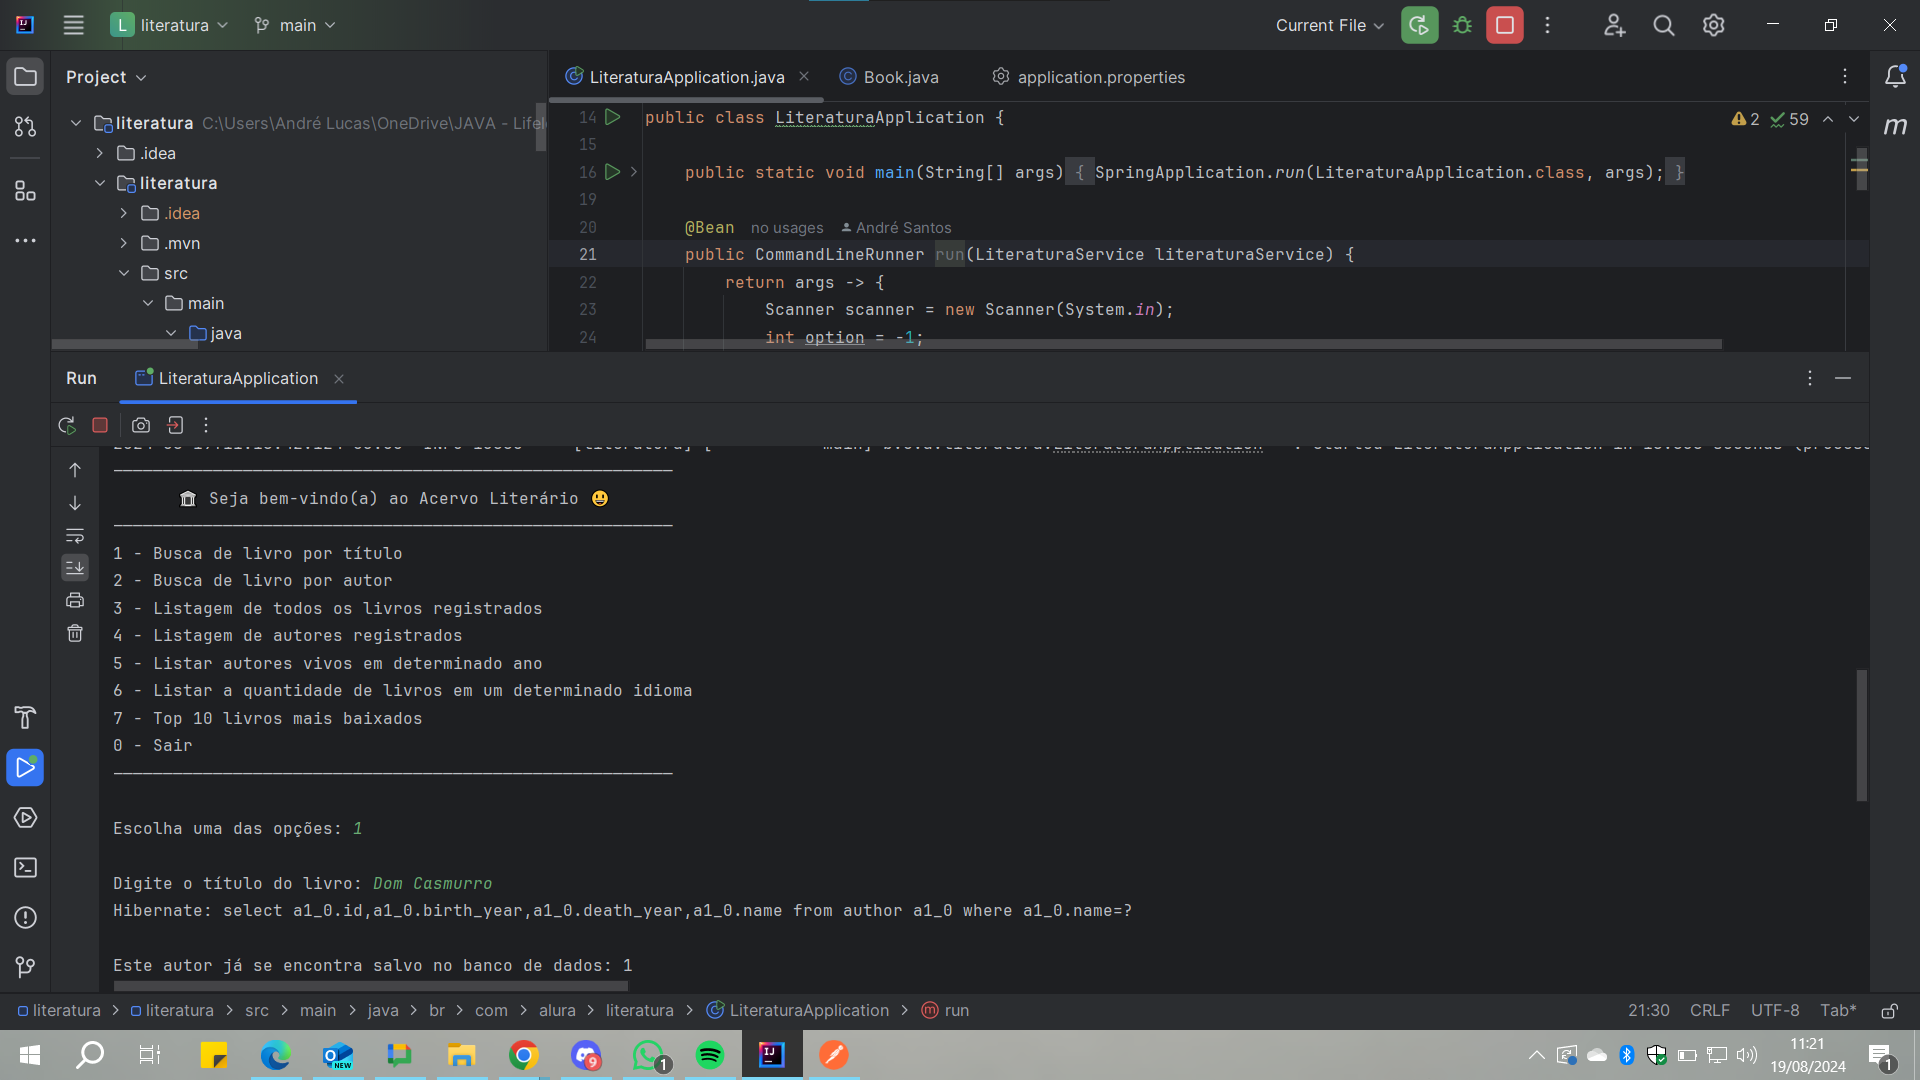 L literatura main Current File
Project LiteraturaApplication.java Book.java application.properties
literatura C:\Users\André Lucas\OneDrive\JAVA - Lifel
.idea
literatura
.idea
.mvn
src
main
java
14 public class LiteraturaApplication { 2 59
15
16 public static void main(String[] args) { SpringApplication.run(LiteraturaApplication.class, args); }
19
20 @Bean no usages André Santos
21 public CommandLineRunner run(LiteraturaService literaturaService) {
22 return args -> {
23 Scanner scanner = new Scanner(System.in);
24 int option = -1;
Run LiteraturaApplication
Seja bem-vindo(a) ao Acervo Literário
1 - Busca de livro por título
2 - Busca de livro por autor
3 - Listagem de todos os livros registrados
4 - Listagem de autores registrados
5 - Listar autores vivos em determinado ano
6 - Listar a quantidade de livros em um determinado idioma
7 - Top 10 livros mais baixados
0 - Sair
Escolha uma das opções: 1
Digite o título do livro: Dom Casmurro
Hibernate: select a1_0.id,a1_0.birth_year,a1_0.death_year,a1_0.name from author a1_0 where a1_0.name=?
Este autor já se encontra salvo no banco de dados: 1
literatura > literatura > src > main > java > br > com > alura > literatura > LiteraturaApplication > m run 21:30 CRLF UTF-8 Tab*
NEW 9 1 IJ 11:21
19/08/2024 1